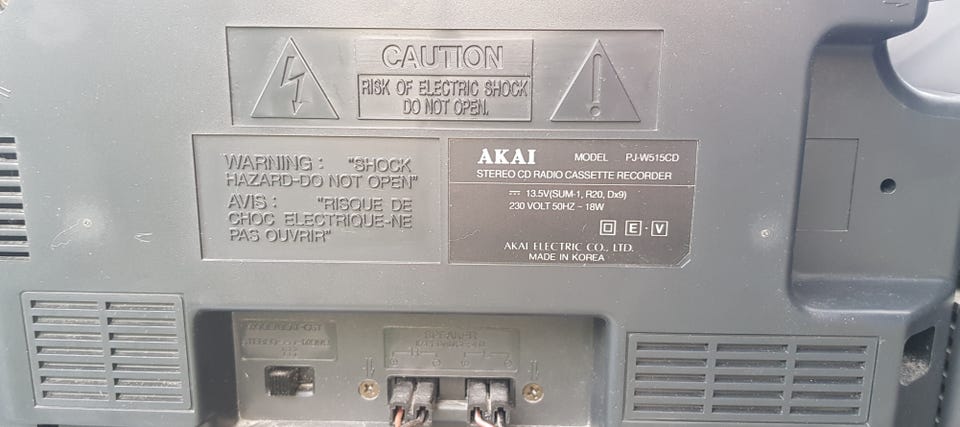 CAUTION
RISK OF ELECTRIC SHOCK
DO NOT OPEN.
WARNING : "SHOCK
HAZARD-DO NOT OPEN"
AVIS : "RISQUE DE
CHOC ELECTRIQUE-NE
PAS OUVRIR"
AKAI MODEL PJ-W515CD
STEREO CD RADIO CASSETTE RECORDER
13.5V(SUM-1, R20, Dx9)
230 VOLT 50HZ ~ 18W
E · V
AKAI ELECTRIC CO., LTD.
MADE IN KOREA
SPEAKER